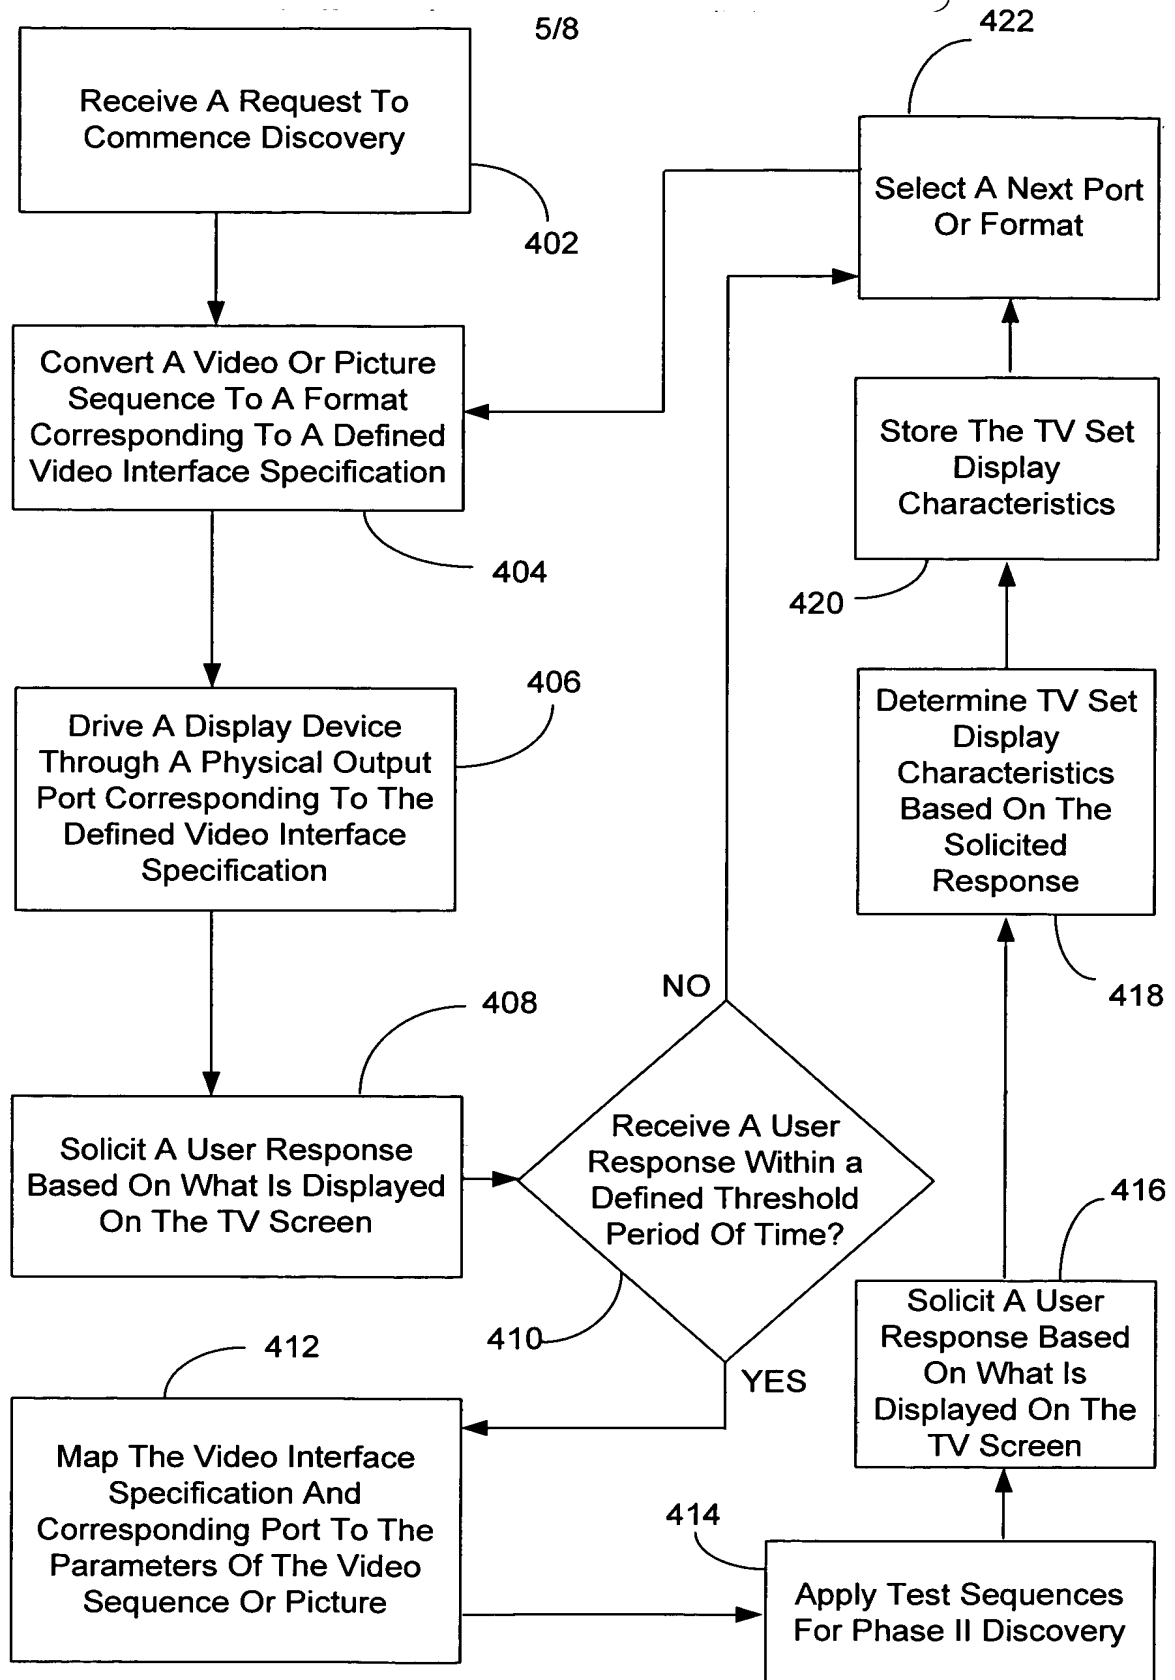 5/8
Receive A Request To
Commence Discovery
402
Convert A Video Or Picture
Sequence To A Format
Corresponding To A Defined
Video Interface Specification
404
Drive A Display Device
Through A Physical Output
Port Corresponding To The
Defined Video Interface
Specification
406
Solicit A User Response
Based On What Is Displayed
On The TV Screen
408
Receive A User
Response Within a
Defined Threshold
Period Of Time?
410
NO
YES
Map The Video Interface
Specification And
Corresponding Port To The
Parameters Of The Video
Sequence Or Picture
412
Apply Test Sequences
For Phase II Discovery
414
Solicit A User
Response Based
On What Is
Displayed On The
TV Screen
416
Determine TV Set
Display
Characteristics
Based On The
Solicited
Response
418
Store The TV Set
Display
Characteristics
420
Select A Next Port
Or Format
422